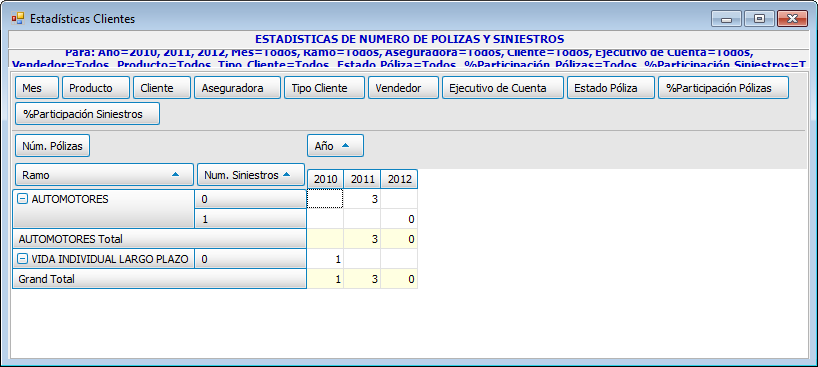 Estadísticas Clientes
ESTADISTICAS DE NUMERO DE POLIZAS Y SINIESTROS
Para: Año=2010, 2011, 2012, Mes=Todos, Ramo=Todos, Aseguradora=Todos, Cliente=Todos, Ejecutivo de Cuenta=Todos,
Vendedor=Todos, Producto=Todos, Tipo Cliente=Todos, Estado Póliza=Todos, %Participación Pólizas=Todos, %Participación Siniestros=T
Mes Producto Cliente Aseguradora Tipo Cliente Vendedor Ejecutivo de Cuenta Estado Póliza %Participación Pólizas
%Participación Siniestros
Núm. Pólizas Año
Ramo Num. Siniestros 2010 2011 2012
AUTOMOTORES 0 3
1 0
AUTOMOTORES Total 3 0
VIDA INDIVIDUAL LARGO PLAZO 0 1
Grand Total 1 3 0